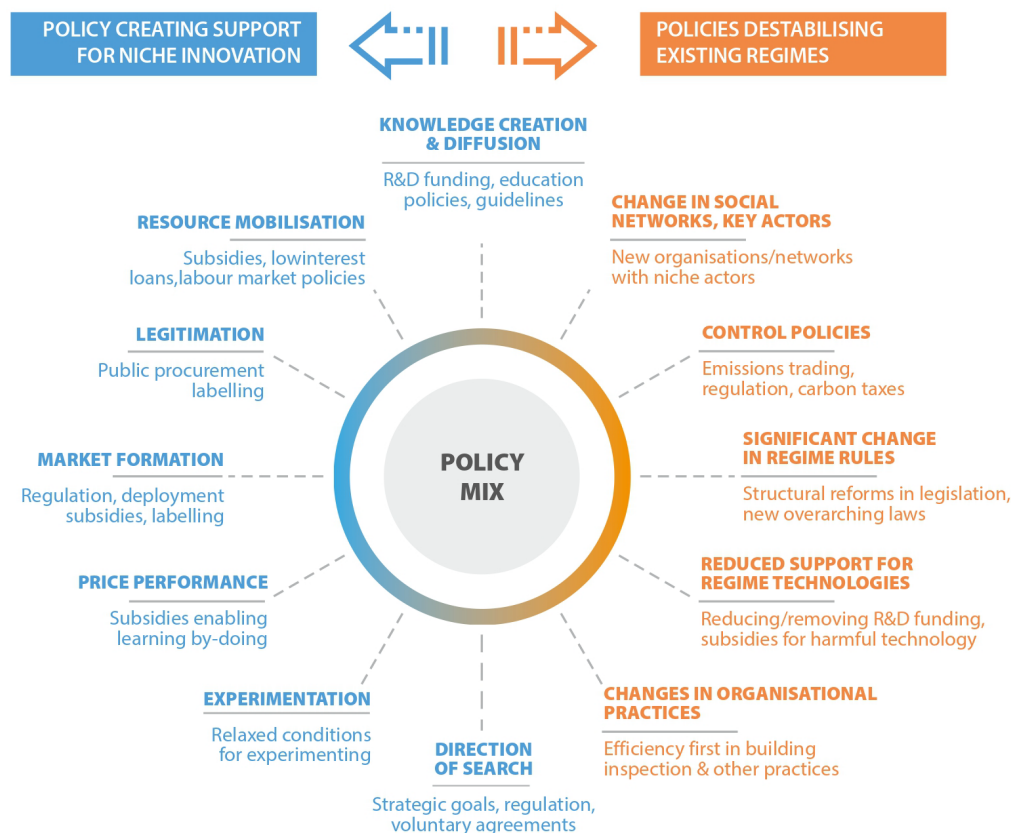 POLICY CREATING SUPPORT
FOR NICHE INNOVATION
POLICIES DESTABILISING
EXISTING REGIMES
KNOWLEDGE CREATION
& DIFFUSION
R&D funding, education
policies, guidelines
RESOURCE MOBILISATION
Subsidies, lowinterest
loans,labour market policies
LEGITIMATION
Public procurement
labelling
MARKET FORMATION
Regulation, deployment
subsidies, labelling
PRICE PERFORMANCE
Subsidies enabling
learning by-doing
EXPERIMENTATION
Relaxed conditions
for experimenting
DIRECTION
OF SEARCH
Strategic goals, regulation,
voluntary agreements
POLICY
MIX
CHANGE IN SOCIAL
NETWORKS, KEY ACTORS
New organisations/networks
with niche actors
CONTROL POLICIES
Emissions trading,
regulation, carbon taxes
SIGNIFICANT CHANGE
IN REGIME RULES
Structural reforms in legislation,
new overarching laws
REDUCED SUPPORT FOR
REGIME TECHNOLOGIES
Reducing/removing R&D funding,
subsidies for harmful technology
CHANGES IN ORGANISATIONAL
PRACTICES
Efficiency first in building
inspection & other practices